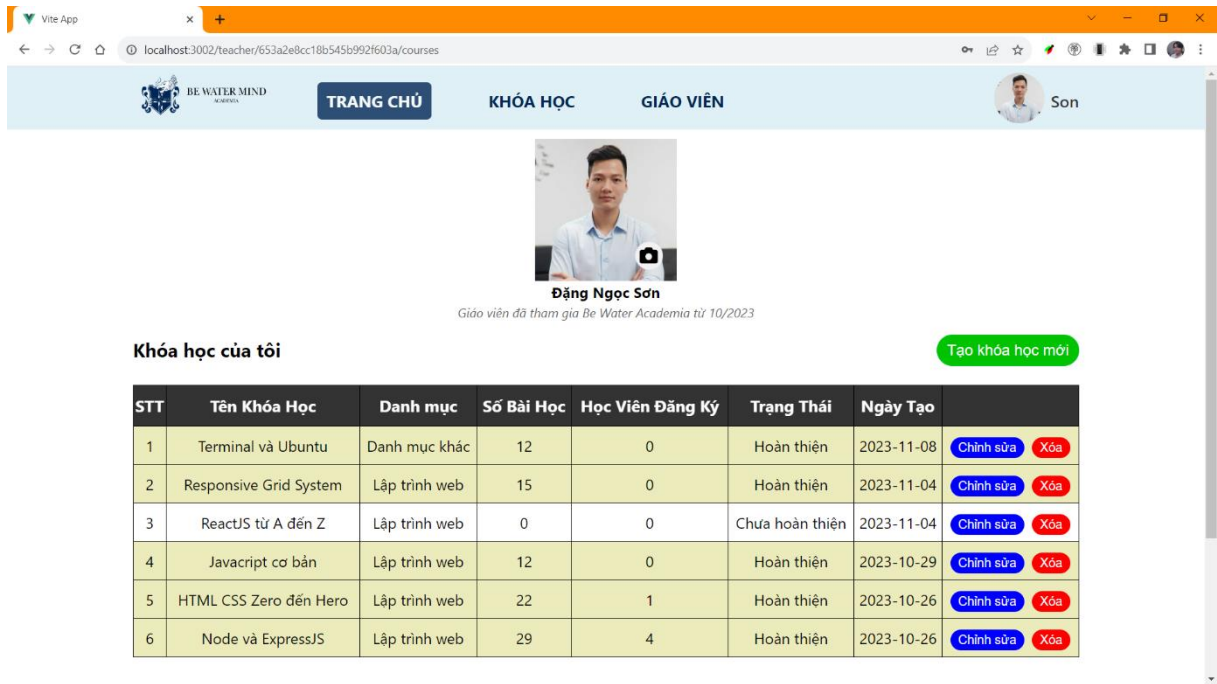 Vite App
localhost:3002/teacher/653a2e8cc18b545b992f603a/courses
BE WATER MIND
ACADEMIA
TRANG CHỦ KHÓA HỌC GIÁO VIÊN Son
Đặng Ngọc Sơn
Giáo viên đã tham gia Be Water Academia từ 10/2023
Khóa học của tôi Tạo khóa học mới
STT Tên Khóa Học Danh mục Số Bài Học Học Viên Đăng Ký Trạng Thái Ngày Tạo
1 Terminal và Ubuntu Danh mục khác 12 0 Hoàn thiện 2023-11-08 Chỉnh sửa Xóa
2 Responsive Grid System Lập trình web 15 0 Hoàn thiện 2023-11-04 Chỉnh sửa Xóa
3 ReactJS từ A đến Z Lập trình web 0 0 Chưa hoàn thiện 2023-11-04 Chỉnh sửa Xóa
4 Javacript cơ bản Lập trình web 12 0 Hoàn thiện 2023-10-29 Chỉnh sửa Xóa
5 HTML CSS Zero đến Hero Lập trình web 22 1 Hoàn thiện 2023-10-26 Chỉnh sửa Xóa
6 Node và ExpressJS Lập trình web 29 4 Hoàn thiện 2023-10-26 Chỉnh sửa Xóa